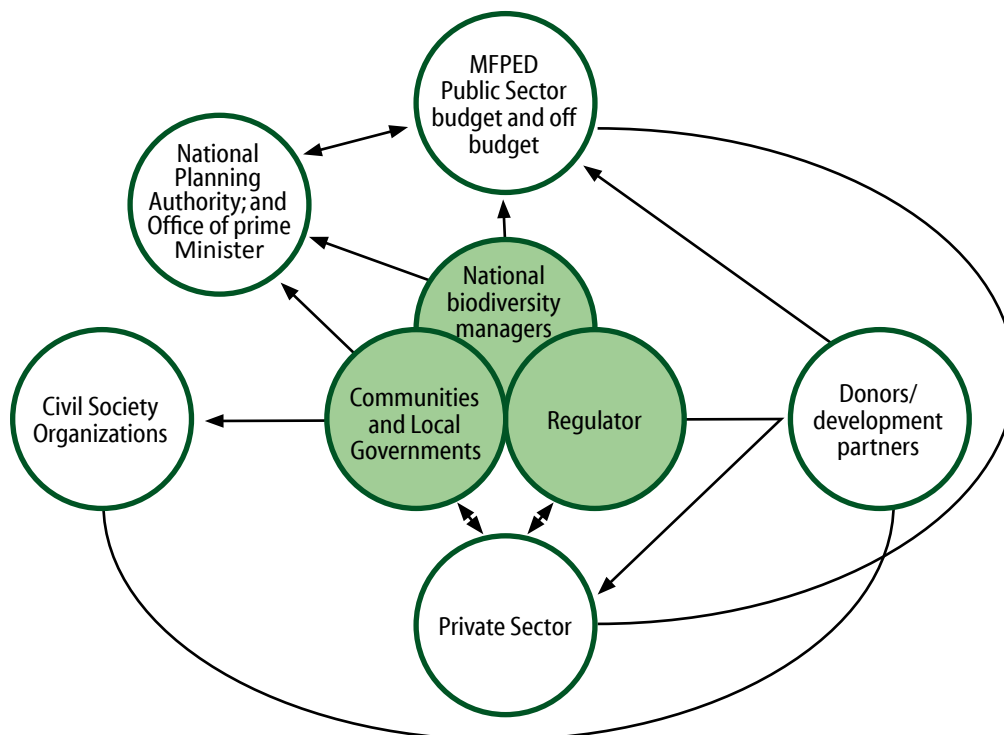 MFPED
Public Sector
budget and off
budget
National
Planning
Authority; and
Office of prime
Minister
National
biodiversity
managers
Civil Society
Organizations
Communities
and Local
Governments
Regulator
Donors/
development
partners
Private Sector